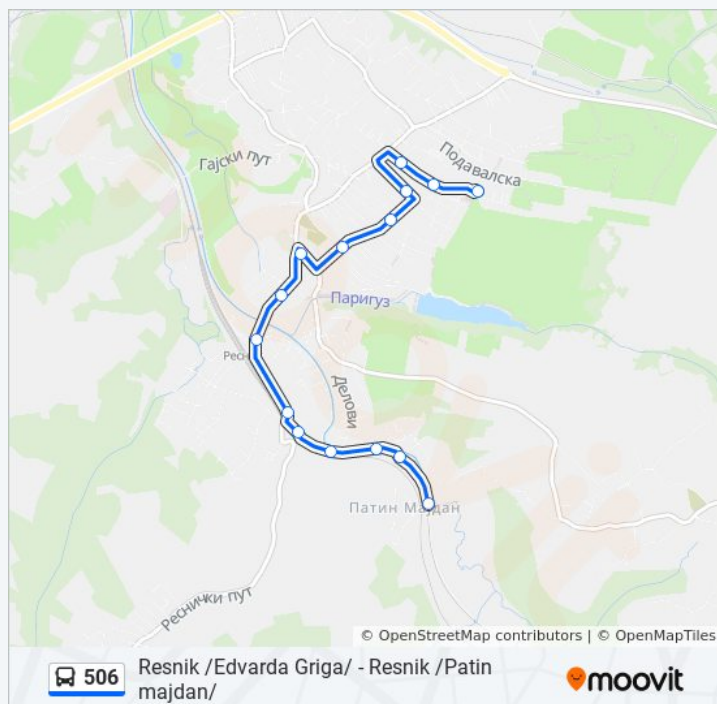 Гајски пут
Подавалска
Паригуз
Ресн
Делови
Патин Мајдан
Реснички пут
© OpenStreetMap contributors | © OpenMapTiles
506
Resnik /Edvarda Griga/ - Resnik /Patin
majdan/
moovit